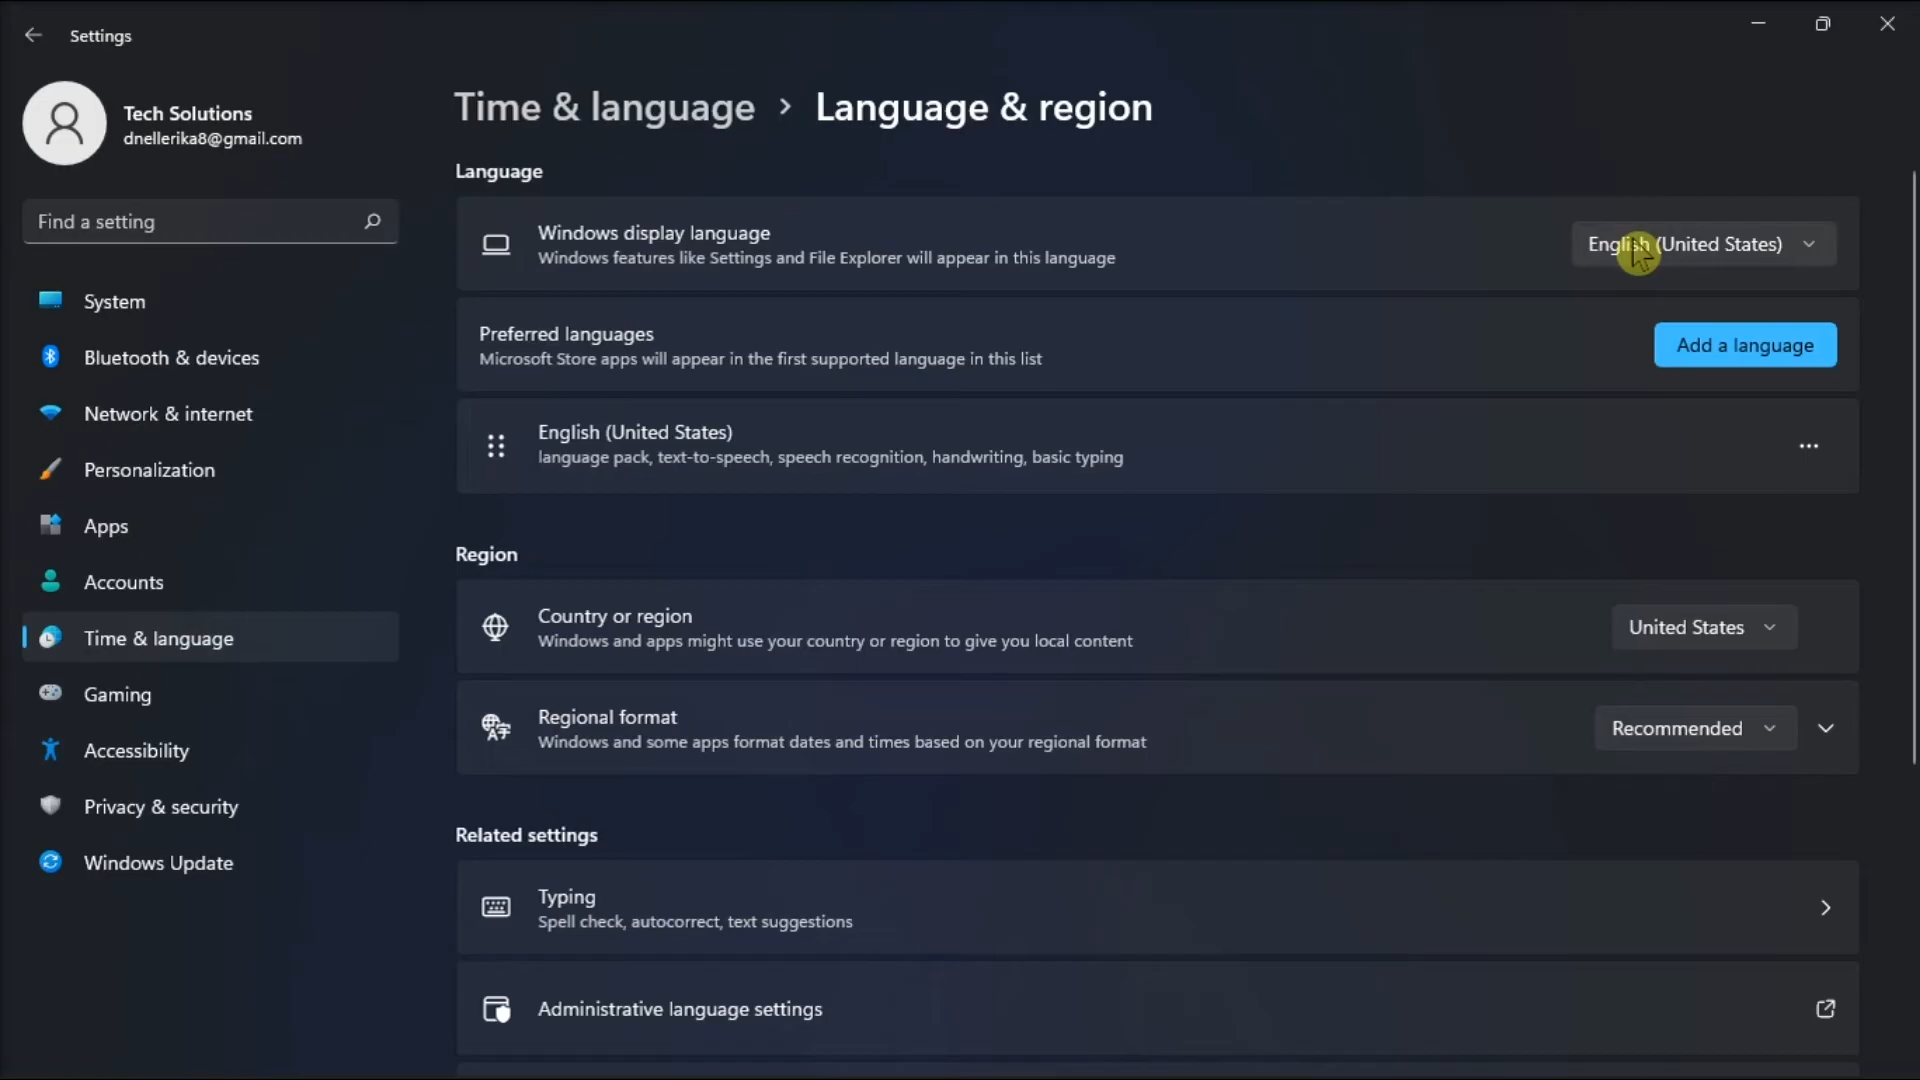 Settings
Tech Solutions
dnellerika8@gmail.com
Find a setting
System
Bluetooth & devices
Network & internet
Personalization
Apps
Accounts
Time & language
Gaming
Accessibility
Privacy & security
Windows Update
Time & language > Language & region
Language
Windows display language
Windows features like Settings and File Explorer will appear in this language
English (United States)
Preferred languages
Microsoft Store apps will appear in the first supported language in this list
Add a language
English (United States)
language pack, text-to-speech, speech recognition, handwriting, basic typing
Region
Country or region
Windows and apps might use your country or region to give you local content
United States
Regional format
Windows and some apps format dates and times based on your regional format
Recommended
Related settings
Typing
Spell check, autocorrect, text suggestions
Administrative language settings